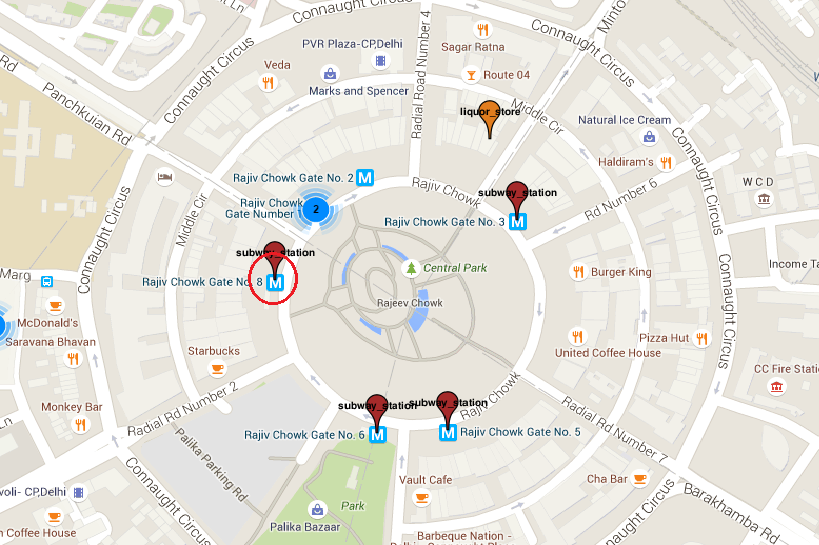 Connaught Circus
Minto
Sagar Ratna
Connaught Circus
PVR Plaza-CP,Delhi
Radial Road Number 4
Veda
Route 04
Rd
Connaught Circus
Panchkuian Rd
Marks and Spencer
liquor_store
Middle Cir
Natural Ice Cream
Haldiram's
Rajiv Chowk Gate No. 2
M
Rajiv Chowk
subway_station
Rd Number 6
W C D
Rajiv Chowk
Gate Number
2
Rajiv Chowk Gate No. 3
M
Middle Cir
Connaught Circus
Connaught Circus
subway_station
Central Park
Income Ta
Marg
Rajiv Chowk Gate No. 8
M
Burger King
Rajeev Chowk
McDonald's
Saravana Bhavan
Pizza Hut
Starbucks
United Coffee House
Connaught Circus
CC Fire Station
Rajiv Chowk
Monkey Bar
Radial Rd Number 2
subway_station
subway_station
Rajiv Chowk Gate No. 6
M
M
Rajiv Chowk Gate No. 5
Radial Rd Number 7
Palika Parking Rd
Connaught Circus
voli- CP,Delhi
Vault Cafe
Cha Bar
Barakhamba Rd
Park
Palika Bazaar
Connaught Circus
n Coffee House
Barbeque Nation -